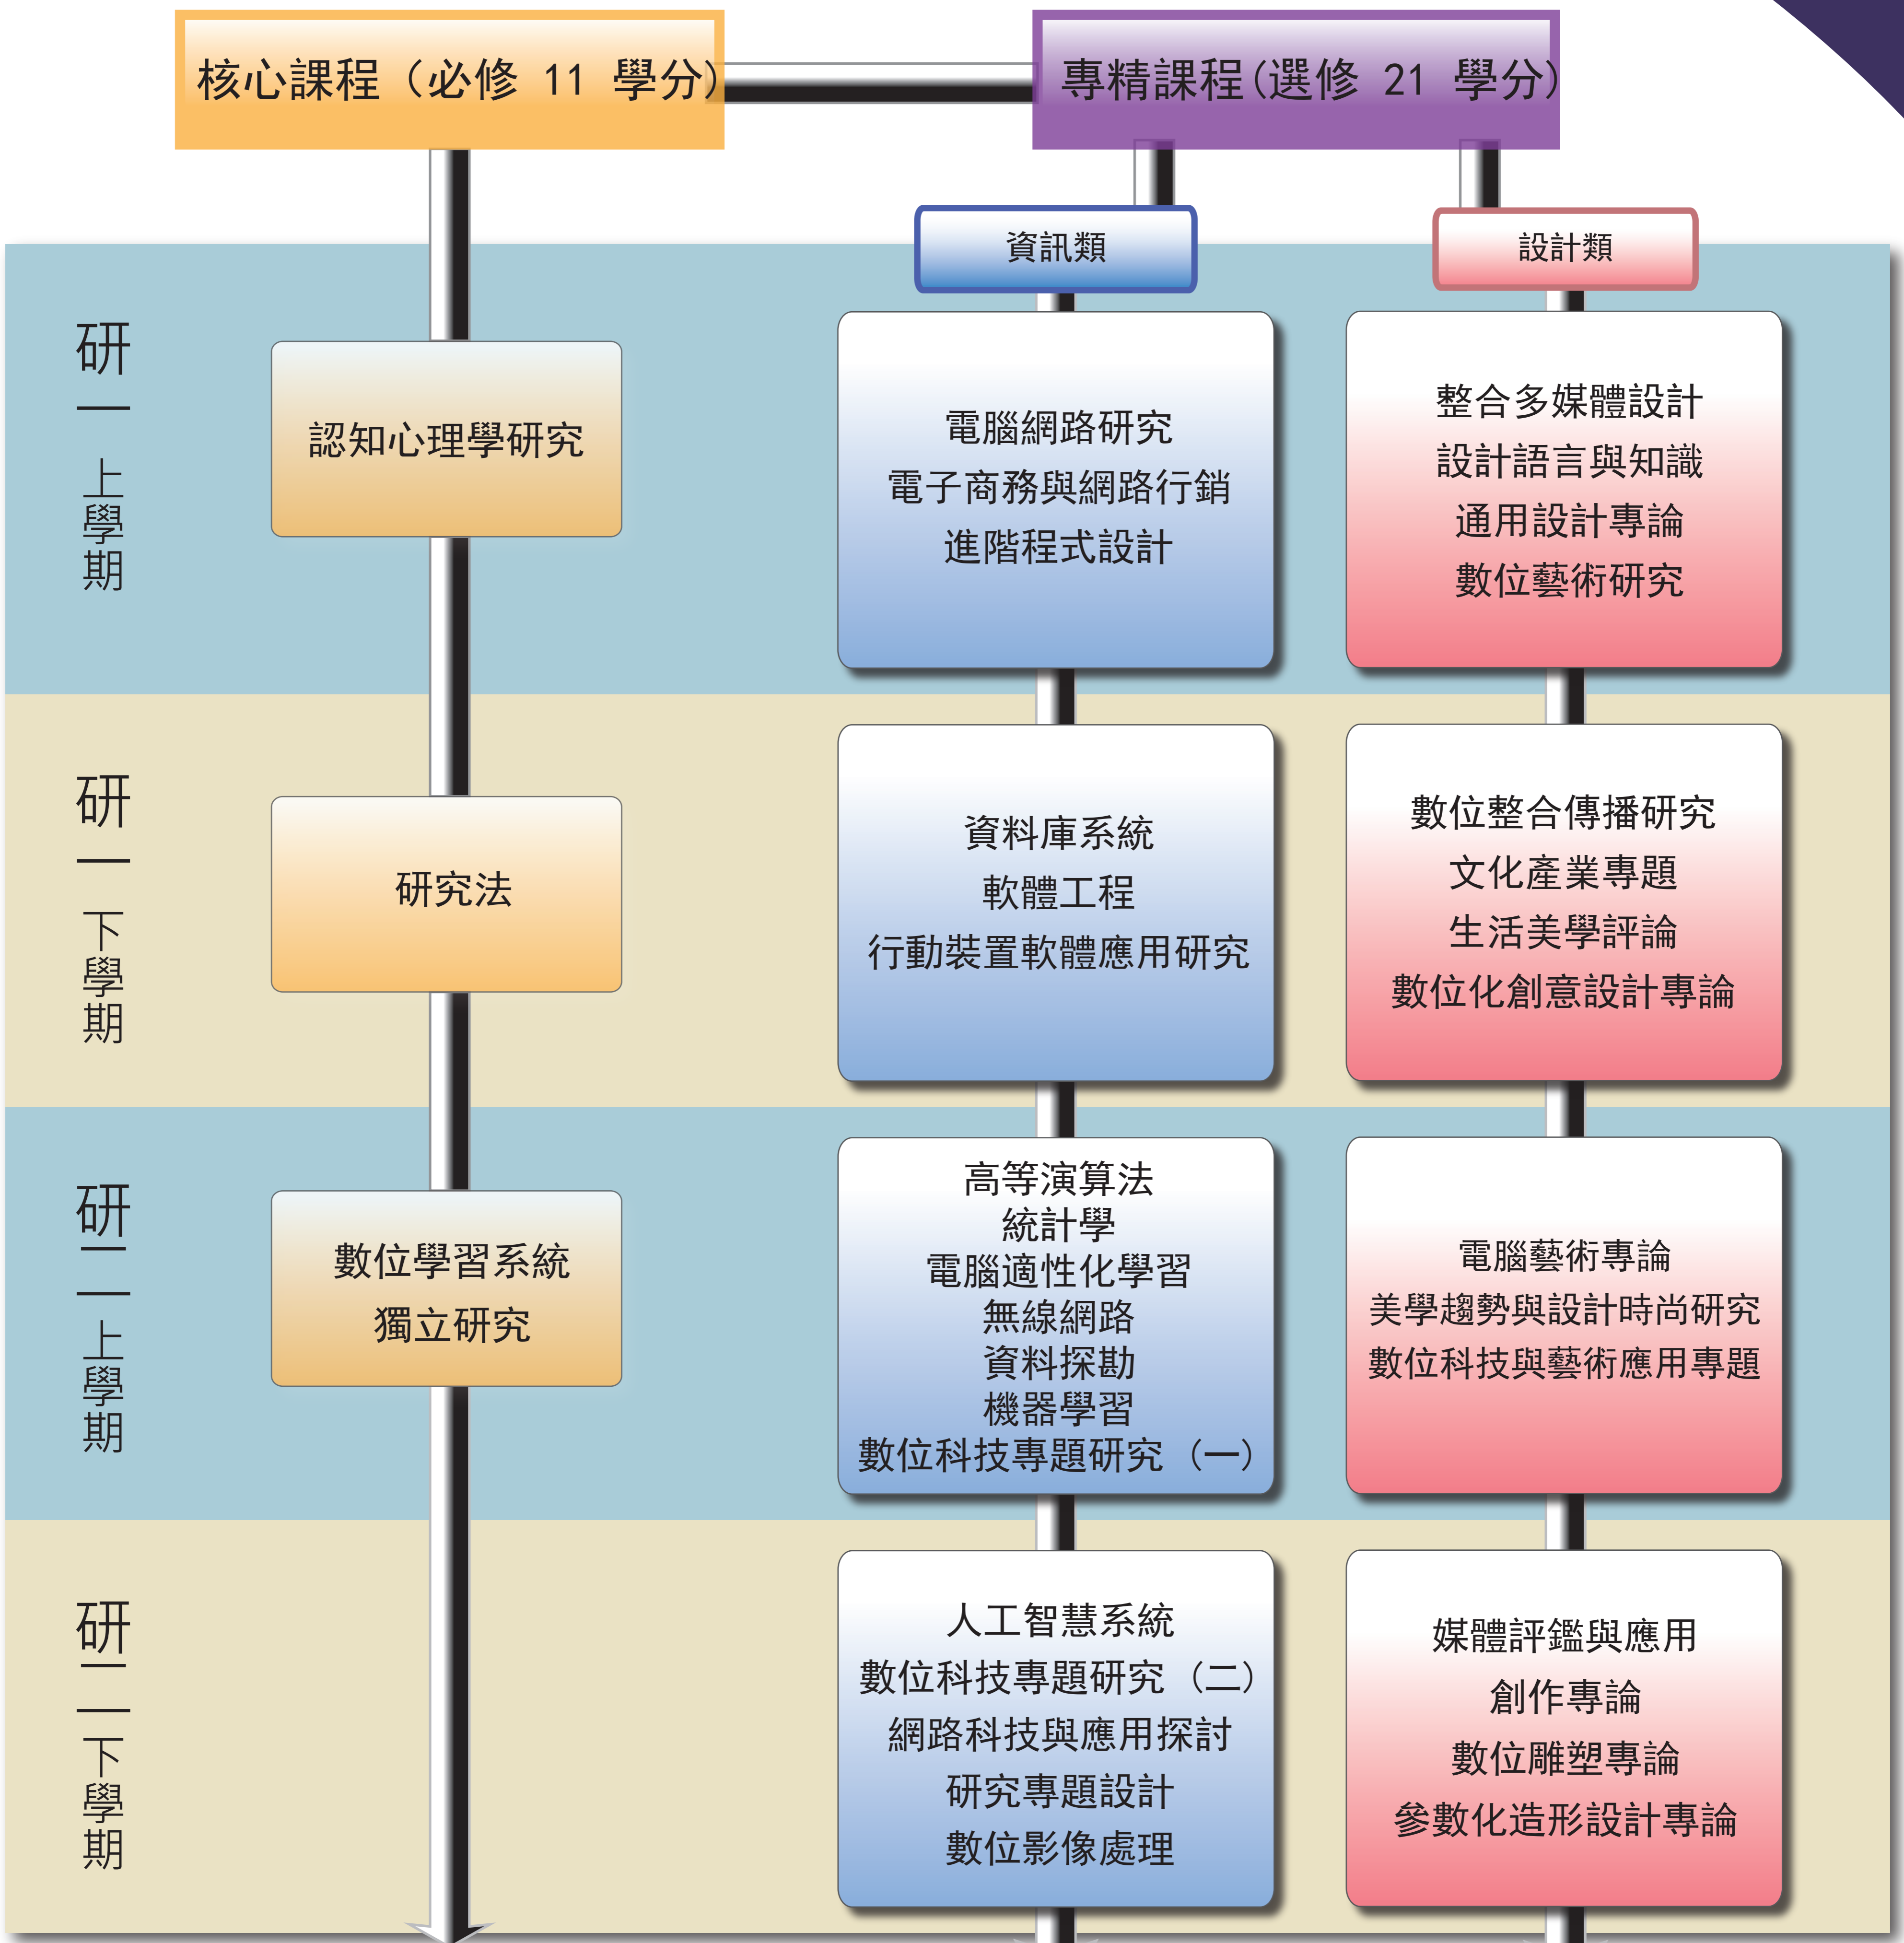 核心課程（必修 11 學分)
專精課程(選修 21 學分)
資訊類
設計類
研一 上學期
認知心理學研究
電腦網路研究
電子商務與網路行銷
進階程式設計
整合多媒體設計
設計語言與知識
通用設計專論
數位藝術研究
研一 下學期
研究法
資料庫系統
軟體工程
行動裝置軟體應用研究
數位整合傳播研究
文化產業專題
生活美學評論
數位化創意設計專論
研二 上學期
數位學習系統
獨立研究
高等演算法
統計學
電腦適性化學習
無線網路
資料探勘
機器學習
數位科技專題研究（一）
電腦藝術專論
美學趨勢與設計時尚研究
數位科技與藝術應用專題
研二 下學期
人工智慧系統
數位科技專題研究（二）
網路科技與應用探討
研究專題設計
數位影像處理
媒體評鑑與應用
創作專論
數位雕塑專論
參數化造形設計專論